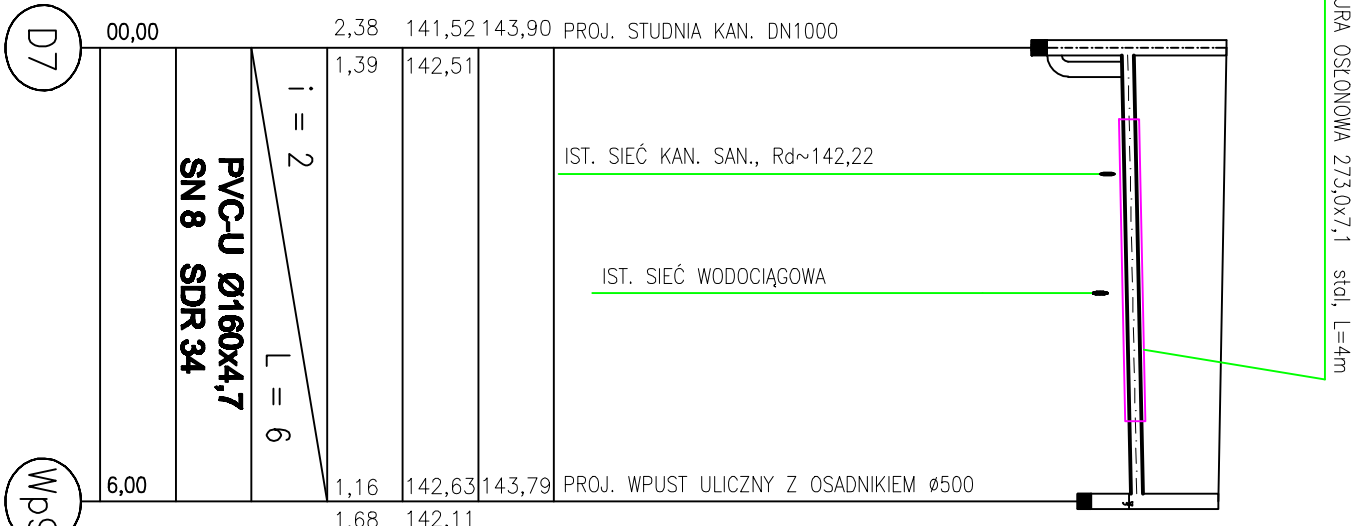 D7
00,00
2,38 141,52 143,90 PROJ. STUDNIA KAN. DN1000
1,39 142,51
i = 2
L = 6
PVC-U Ø160x4,7
SN 8 SDR 34
IST. SIEĆ KAN. SAN., Rd~142,22
IST. SIEĆ WODOCIĄGOWA
OSŁONOWA 273,0x7,1 stal, L=4m
6,00
1,16 142,63 143,79 PROJ. WPUST ULICZNY Z OSADNIKIEM Ø500
1,68 142,11